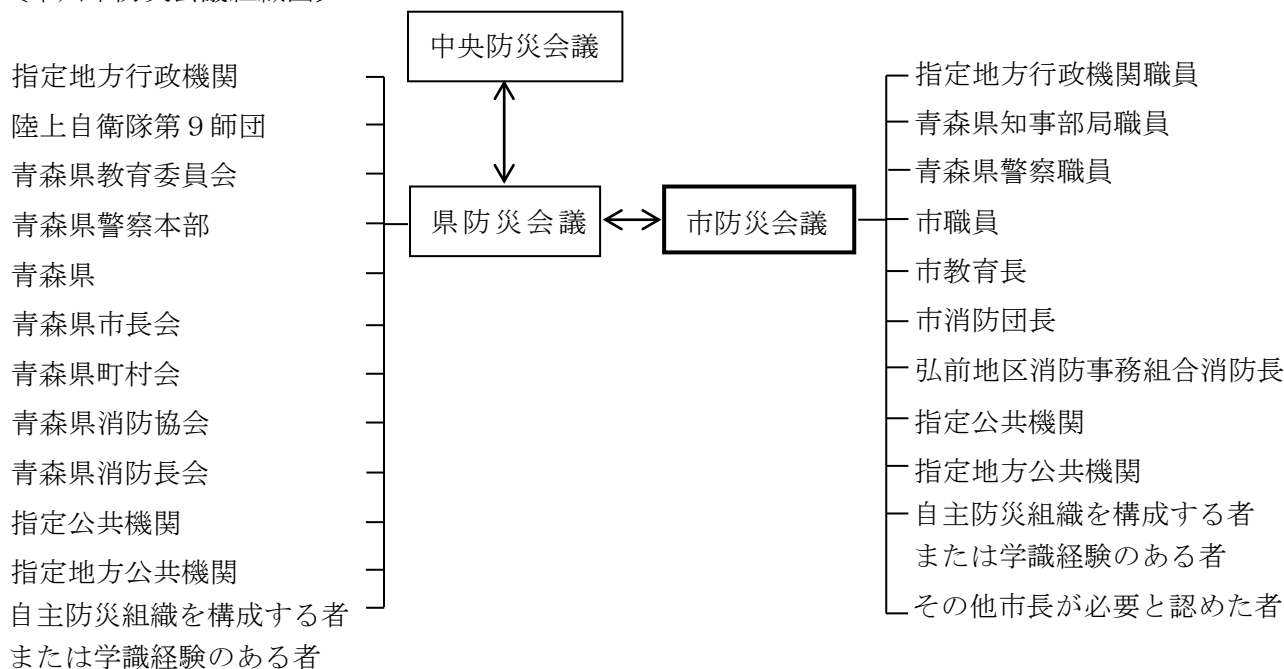 中央防災会議
指定地方行政機関
陸上自衛隊第９師団
青森県教育委員会
青森県警察本部
青森県
青森県市長会
青森県町村会
青森県消防協会
青森県消防長会
指定公共機関
指定地方公共機関
自主防災組織を構成する者
または学識経験のある者
県防災会議
市防災会議
指定地方行政機関職員
青森県知事部局職員
青森県警察職員
市職員
市教育長
市消防団長
弘前地区消防事務組合消防長
指定公共機関
指定地方公共機関
自主防災組織を構成する者
または学識経験のある者
その他市長が必要と認めた者